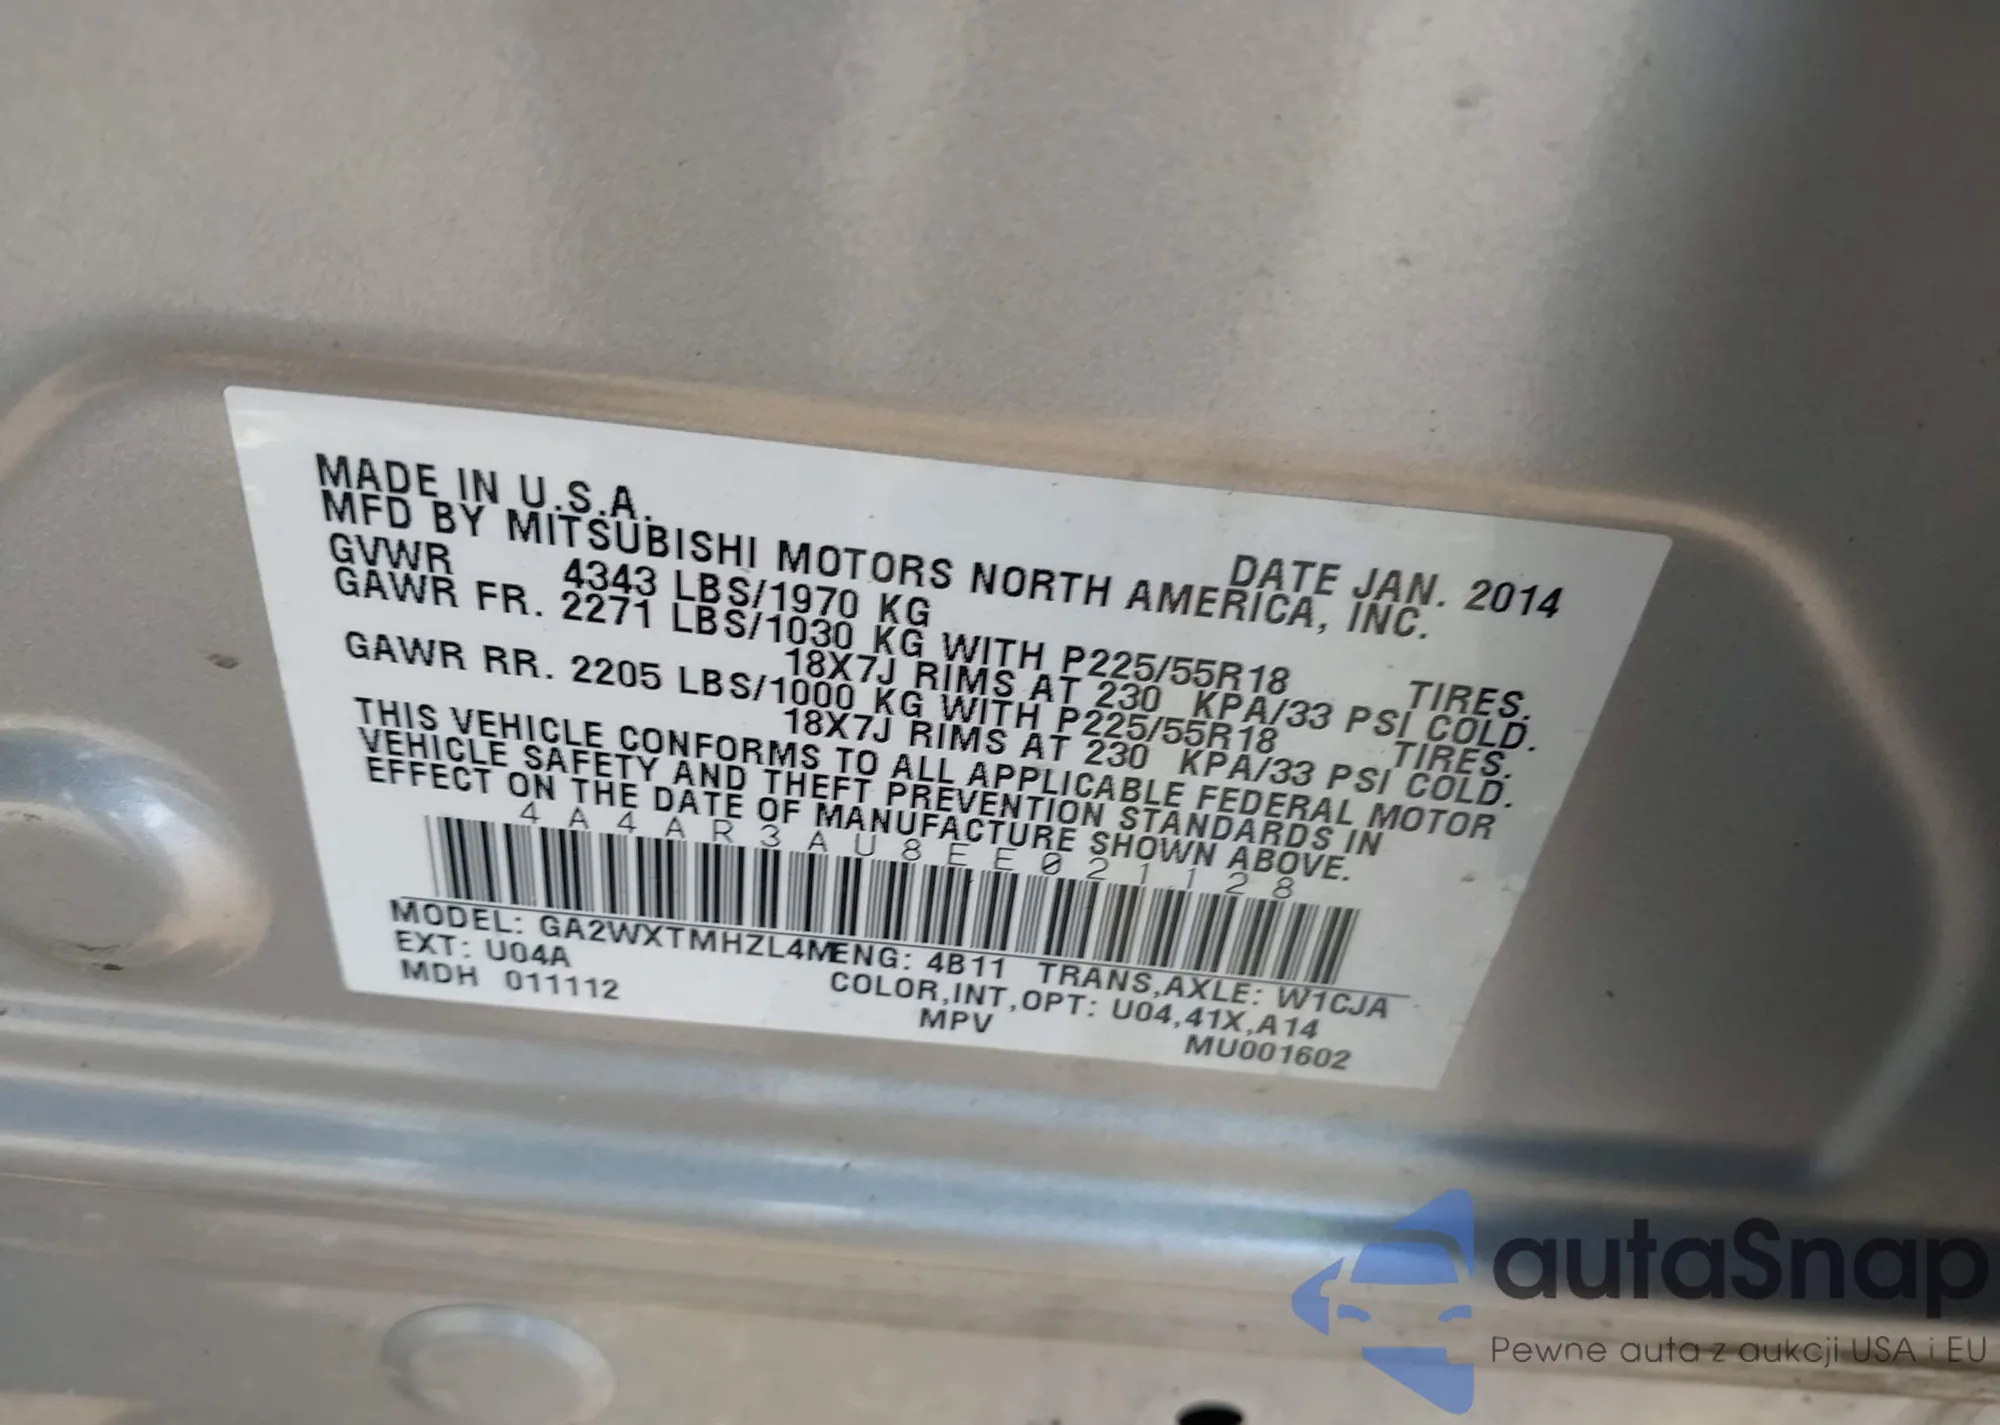 MADE IN U.S.A. DATE JAN. 2014
MFD BY MITSUBISHI MOTORS NORTH AMERICA, INC.
GVWR 4343 LBS/1970 KG
GAWR FR. 2271 LBS/1030 KG WITH P225/55R18 TIRES.
18X7J RIMS AT 230 KPA/33 PSI COLD.
GAWR RR. 2205 LBS/1000 KG WITH P225/55R18 TIRES.
18X7J RIMS AT 230 KPA/33 PSI COLD.
THIS VEHICLE CONFORMS TO ALL APPLICABLE FEDERAL MOTOR
VEHICLE SAFETY AND THEFT PREVENTION STANDARDS IN
EFFECT ON THE DATE OF MANUFACTURE SHOWN ABOVE.
4A4AR3AU8EE021128
MODEL: GA2WXTMHZL4M ENG: 4B11 TRANS,AXLE: W1CJA
EXT: U04A COLOR,INT,OPT: U04,41X,A14
MDH 011112 MPV MU001602
autaSnap
Pewne auta z aukcji USA i EU